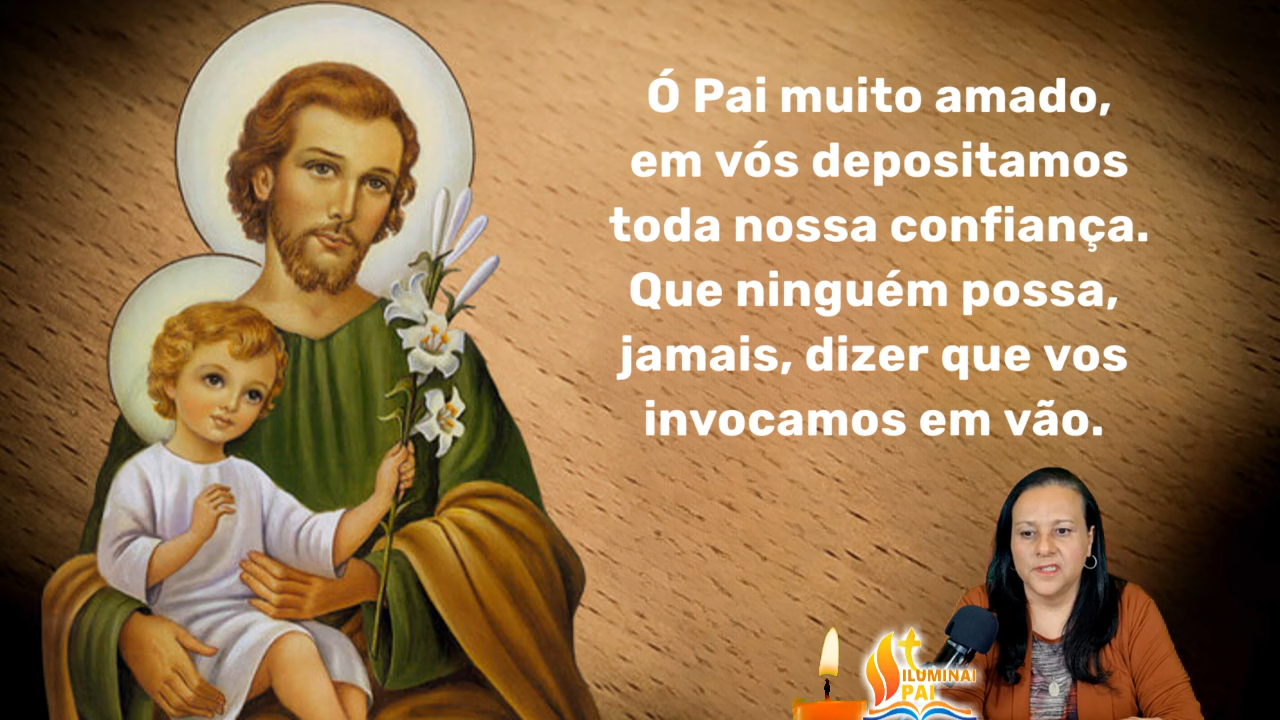 Ó Pai muito amado,
em vós depositamos
toda nossa confiança.
Que ninguém possa,
jamais, dizer que vos
invocamos em vão.
ILUMINAI
PAI